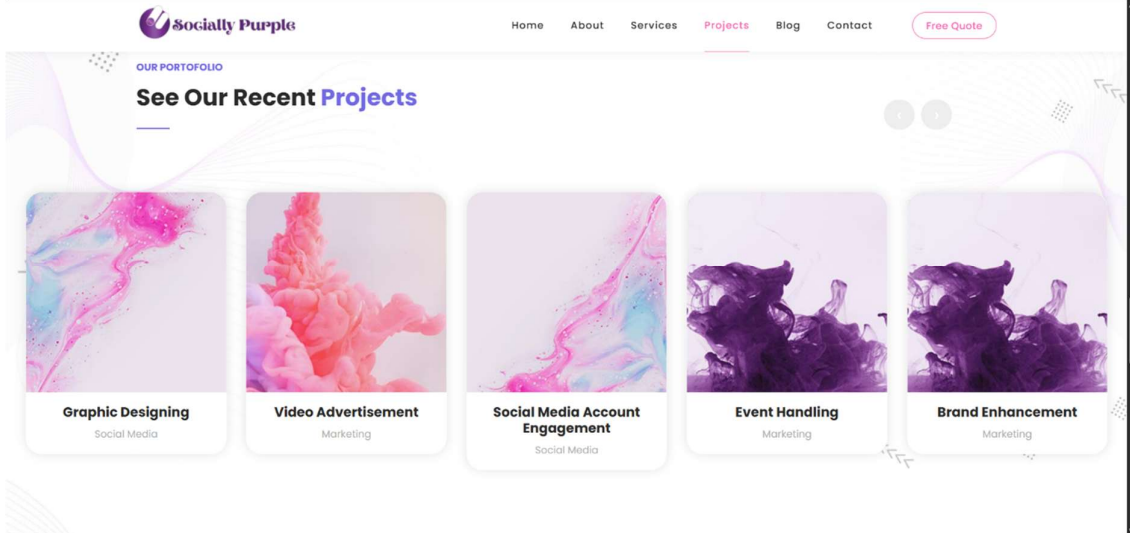 Socially Purple
Home About Services Projects Blog Contact Free Quote
OUR PORTOFOLIO
See Our Recent Projects
Graphic Designing
Social Media
Video Advertisement
Marketing
Social Media Account
Engagement
Social Media
Event Handling
Marketing
Brand Enhancement
Marketing